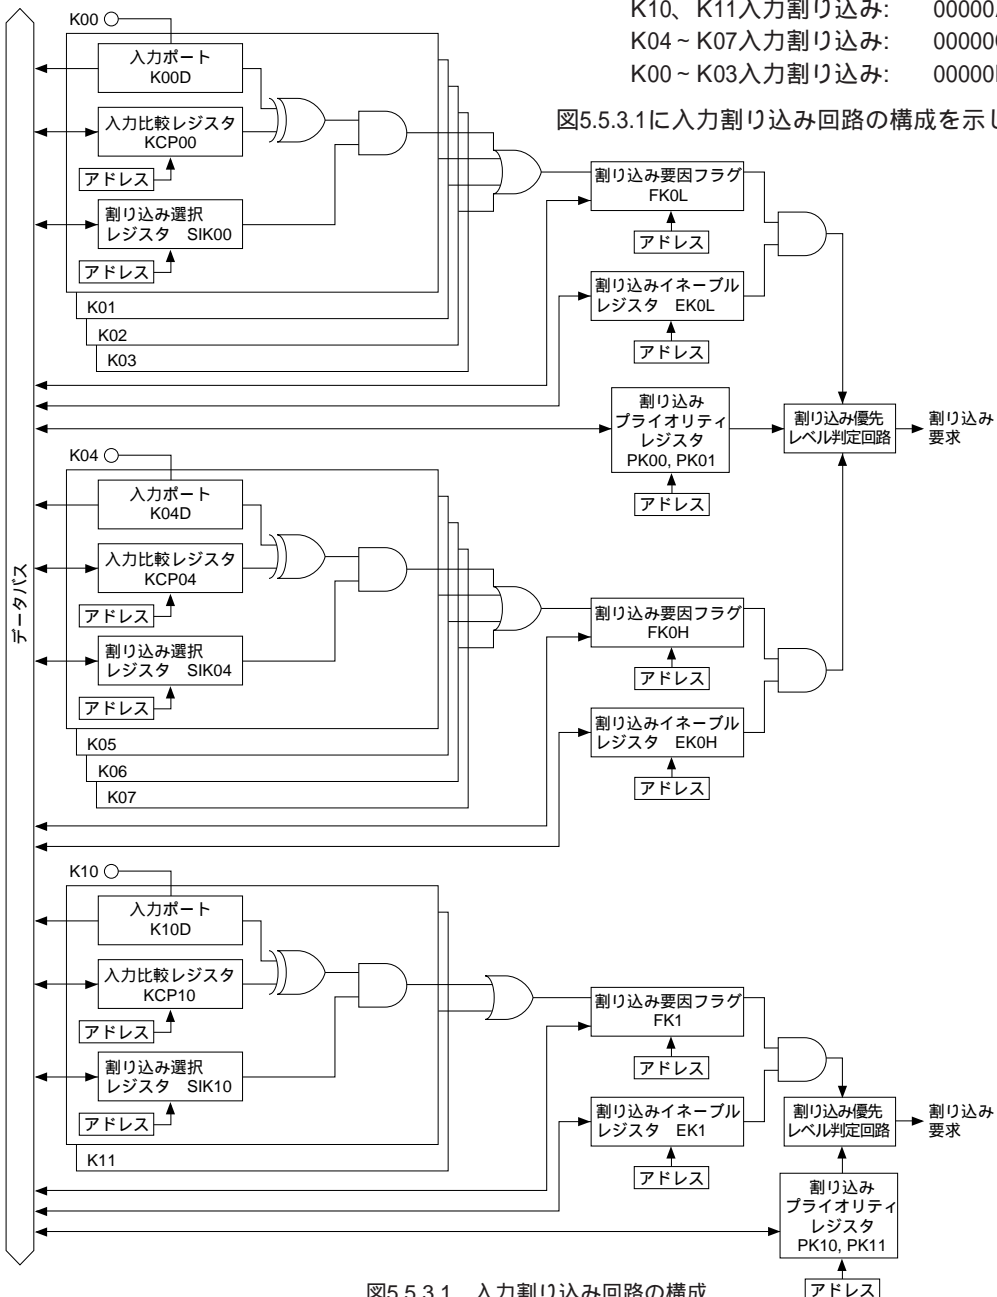 K10、K11入力割り込み: 00000
K04~K07入力割り込み: 00000
K00~K03入力割り込み: 00000
図5.5.3.1に入力割り込み回路の構成を示し
データバス
K00
入力ポート
K00D
入力比較レジスタ
KCP00
アドレス
割り込み選択
レジスタ SIK00
アドレス
K01
K02
K03
割り込み要因フラグ
FK0L
アドレス
割り込みイネーブル
レジスタ EK0L
アドレス
割り込み
プライオリティ
レジスタ
PK00, PK01
アドレス
割り込み優先
レベル判定回路
割り込み
要求
K04
入力ポート
K04D
入力比較レジスタ
KCP04
アドレス
割り込み選択
レジスタ SIK04
アドレス
K05
K06
K07
割り込み要因フラグ
FK0H
アドレス
割り込みイネーブル
レジスタ EK0H
アドレス
K10
入力ポート
K10D
入力比較レジスタ
KCP10
アドレス
割り込み選択
レジスタ SIK10
アドレス
K11
割り込み要因フラグ
FK1
アドレス
割り込みイネーブル
レジスタ EK1
アドレス
割り込み優先
レベル判定回路
割り込み
要求
割り込み
プライオリティ
レジスタ
PK10, PK11
アドレス
図5.5.3.1 入力割り込み回路の構成